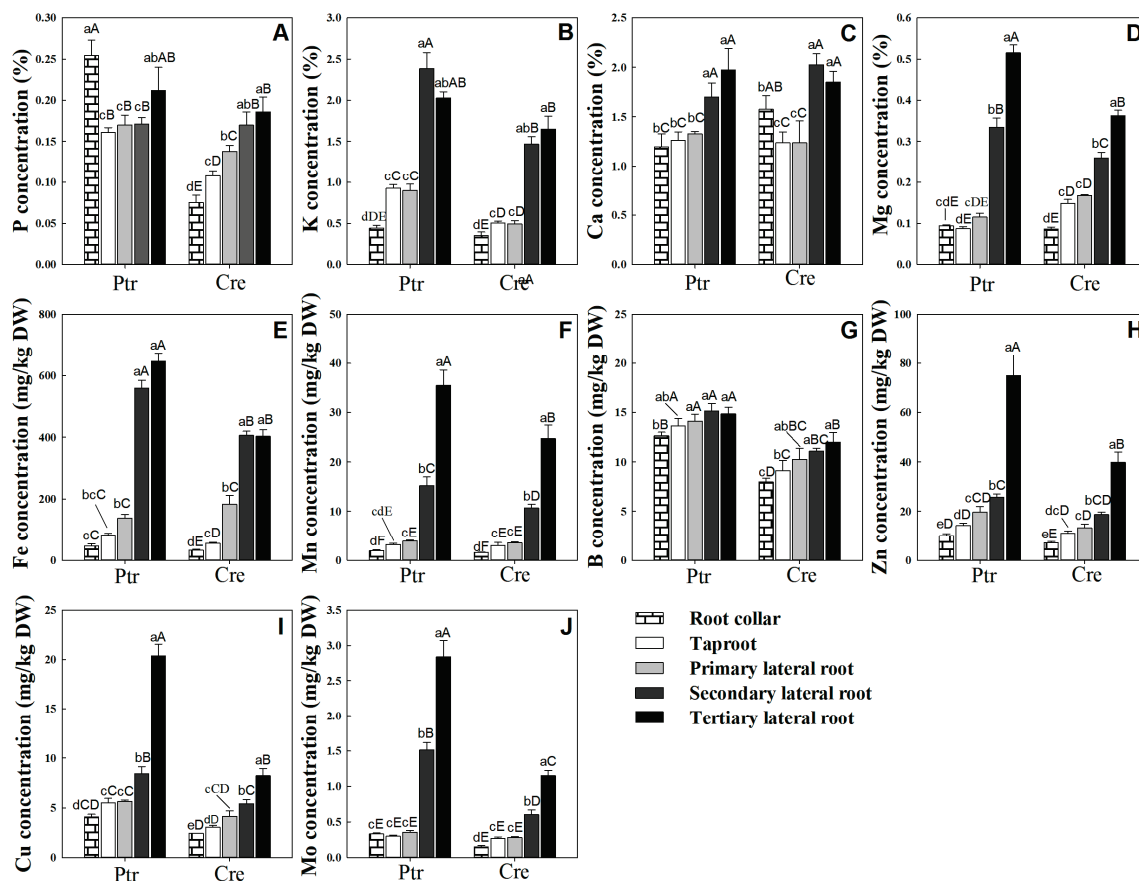 A
P concentration (%)
0.30
0.25
0.20
0.15
0.10
0.05
0.00
aA
cB
cB
cB
abAB
dE
cD
bC
abB
aB
Ptr
Cre
B
K concentration (%)
3.0
2.5
2.0
1.5
1.0
0.5
0.0
dDE
cC
cC
aA
abAB
dE
cD
cD
abB
aB
Ptr
Cre
C
Ca concentration (%)
2.5
2.0
1.5
1.0
0.5
0.0
bC
bC
bC
aA
aA
bAB
cC
cC
aA
aA
Ptr
Cre
D
Mg concentration (%)
0.6
0.5
0.4
0.3
0.2
0.1
0.0
cdE
dE
cDE
bB
aA
dE
cD
cD
bC
aB
Ptr
Cre
E
Fe concentration (mg/kg DW)
800
600
400
200
0
cC
bcC
bC
aA
aA
dE
cD
bC
aB
aB
Ptr
Cre
aA
F
Mn concentration (mg/kg DW)
50
40
30
20
10
0
dF
cdE
cE
bC
aA
dF
cE
cE
bD
aB
Ptr
Cre
G
B concentration (mg/kg DW)
25
20
15
10
5
0
bB
abA
aA
aA
aA
cD
bC
abBC
aBC
aB
Ptr
Cre
H
Zn concentration (mg/kg DW)
100
80
60
40
20
0
eD
dD
cCD
bC
aA
eE
dcD
cD
bCD
aB
Ptr
Cre
I
Cu concentration (mg/kg DW)
25
20
15
10
5
0
dCD
cC
cC
bB
aA
eD
dD
cCD
bC
aB
Ptr
Cre
J
Mo concentration (mg/kg DW)
3.5
3.0
2.5
2.0
1.5
1.0
0.5
0.0
cE
cE
cE
bB
aA
dE
cE
cE
bD
aC
Ptr
Cre
Root collar
Taproot
Primary lateral root
Secondary lateral root
Tertiary lateral root